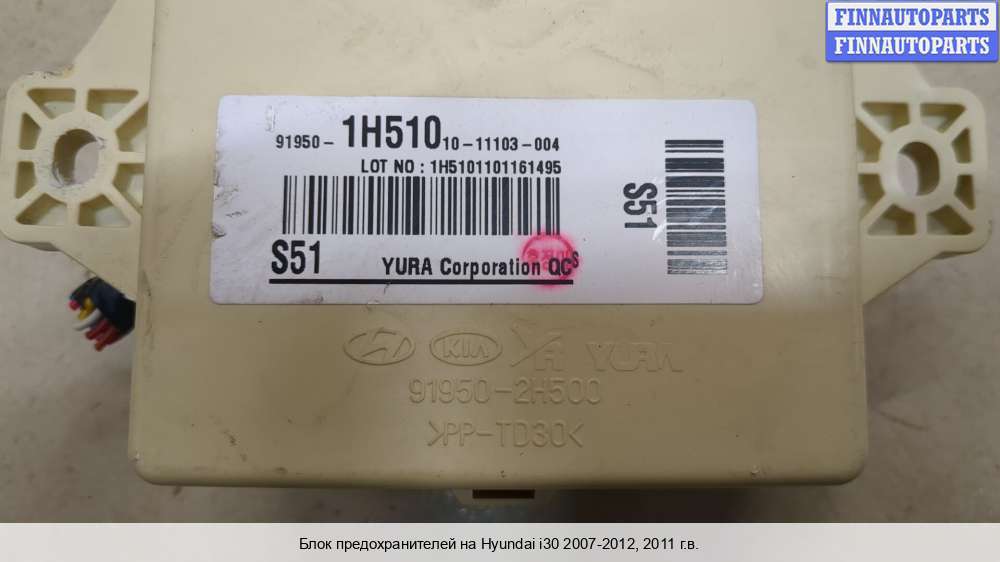 FINNAUTOPARTS
FINNAUTOPARTS
91950- 1H510 10-11103-004
LOT NO : 1H5101101161495
S51
S51 YURA Corporation QCS
KIA YURA
91950-2H500
>PP-TD30<
Блок предохранителей на Hyundai i30 2007-2012, 2011 г.в.